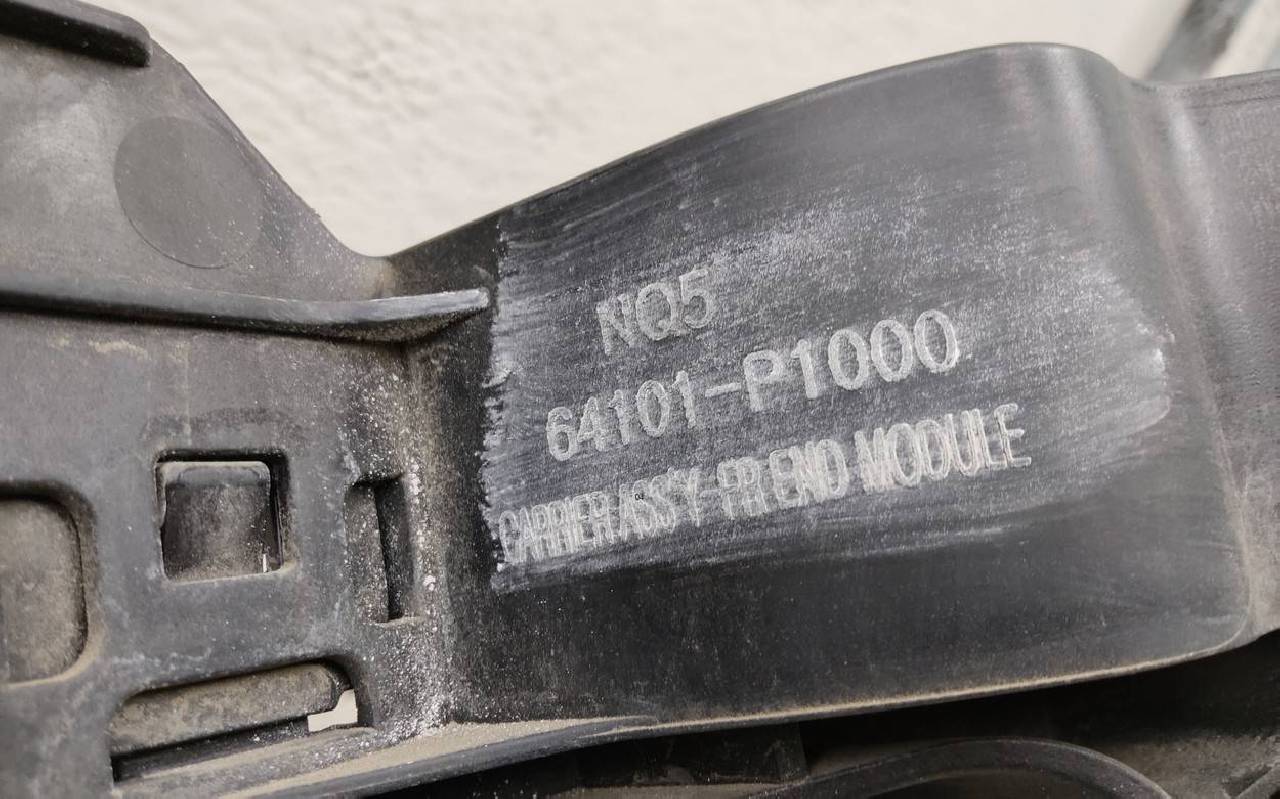 NQ5
64101-P1000
CARRIER ASS'Y-FR END MODULE